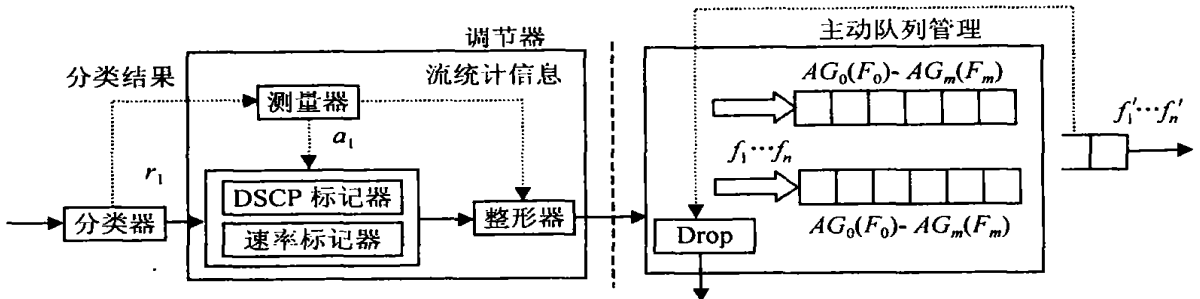 调节器
分类结果
流统计信息
测量器
a₁
r₁
DSCP 标记器
速率标记器
分类器
整形器
主动队列管理
AG₀(F₀)- AGₘ(Fₘ)
f₁′⋯fₙ′
f₁⋯fₙ
AG₀(F₀)- AGₘ(Fₘ)
Drop